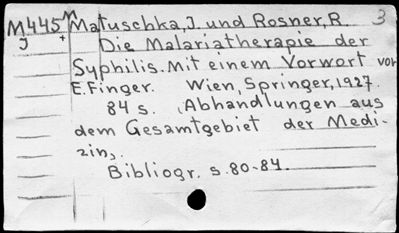 M445M Matuschka, J. und Rosner, R. 3
J + Die Malariatherapie der
Syphilis. Mit einem Vorwort von
E. Finger. Wien, Springer, 1927.
84 s. (Abhandlungen aus
dem Gesamtgebiet der Medi-
zin).
Bibliogr. s. 80-84.